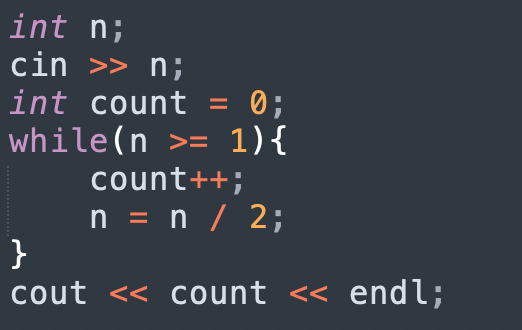 int n;
cin >> n;
int count = 0;
while(n >= 1){
    count++;
    n = n / 2;
}
cout << count << endl;